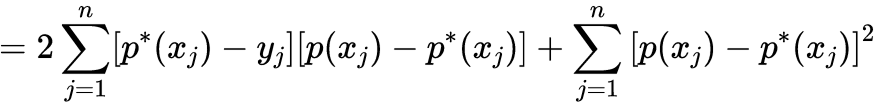 = 2 \sum_{j=1}^{n} [p^*(x_j) - y_j][p(x_j) - p^*(x_j)] + \sum_{j=1}^{n} [p(x_j) - p^*(x_j)]^2